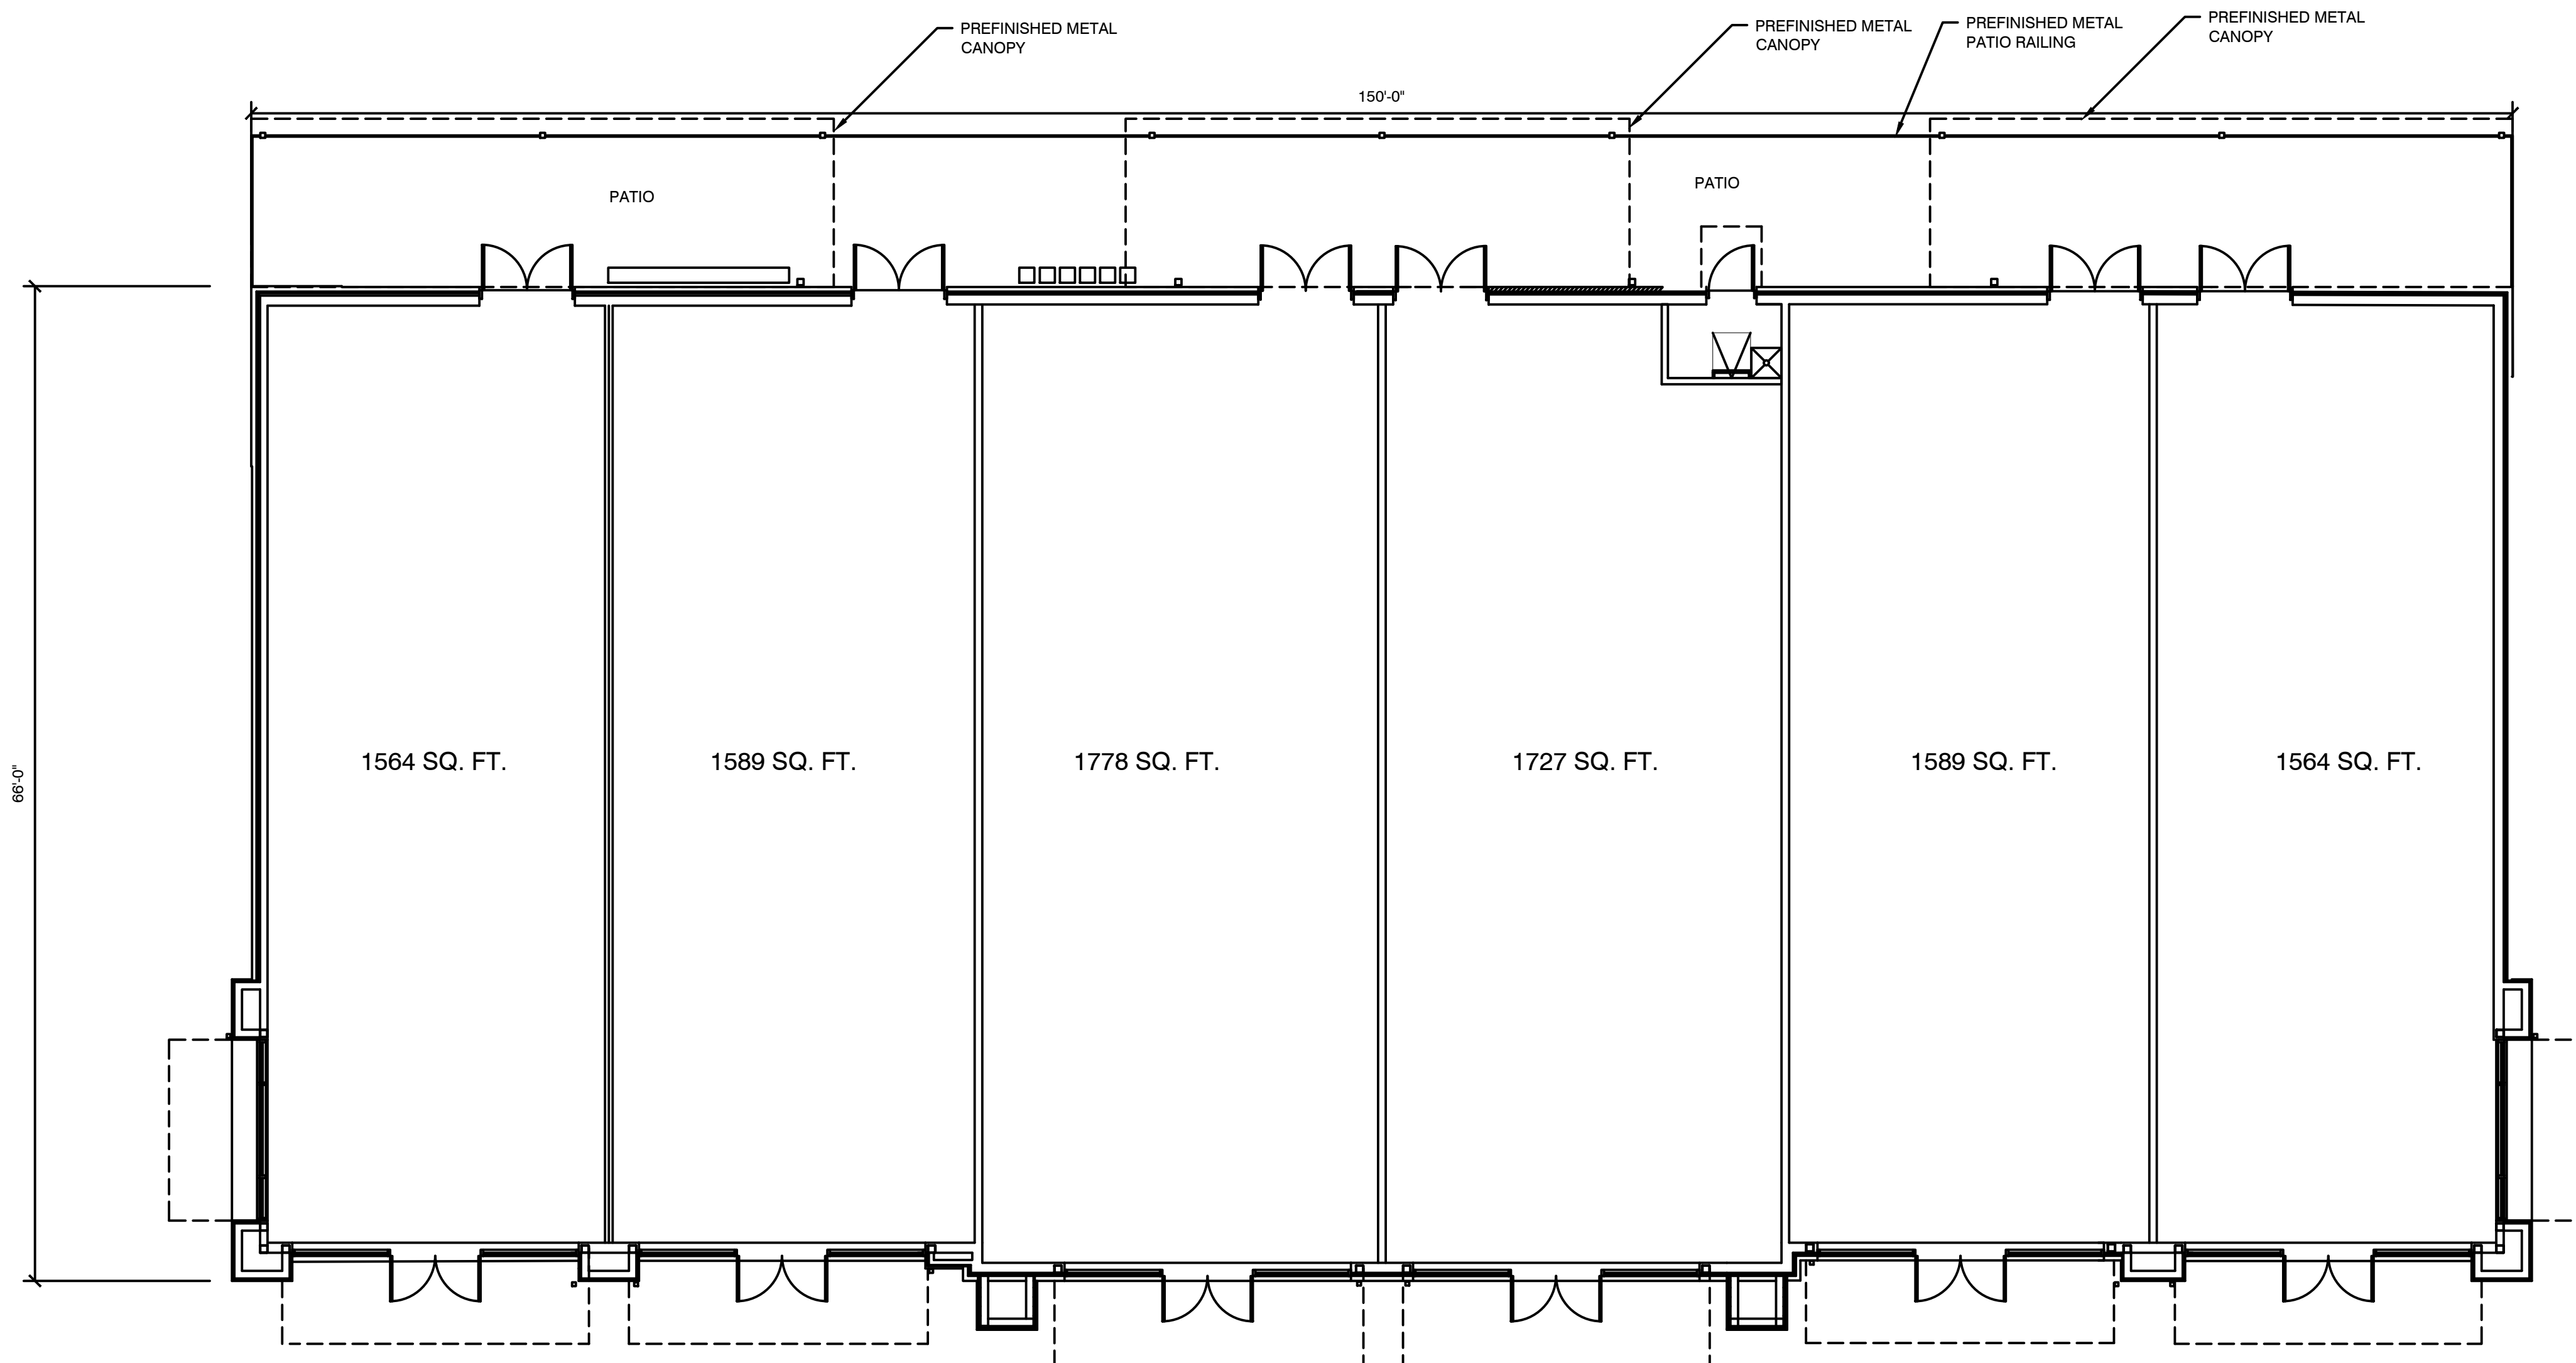 PREFINISHED METAL
CANOPY
PREFINISHED METAL
CANOPY
PREFINISHED METAL
PATIO RAILING
PREFINISHED METAL
CANOPY
150'-0"
PATIO
PATIO
66'-0"
1564 SQ. FT.
1589 SQ. FT.
1778 SQ. FT.
1727 SQ. FT.
1589 SQ. FT.
1564 SQ. FT.